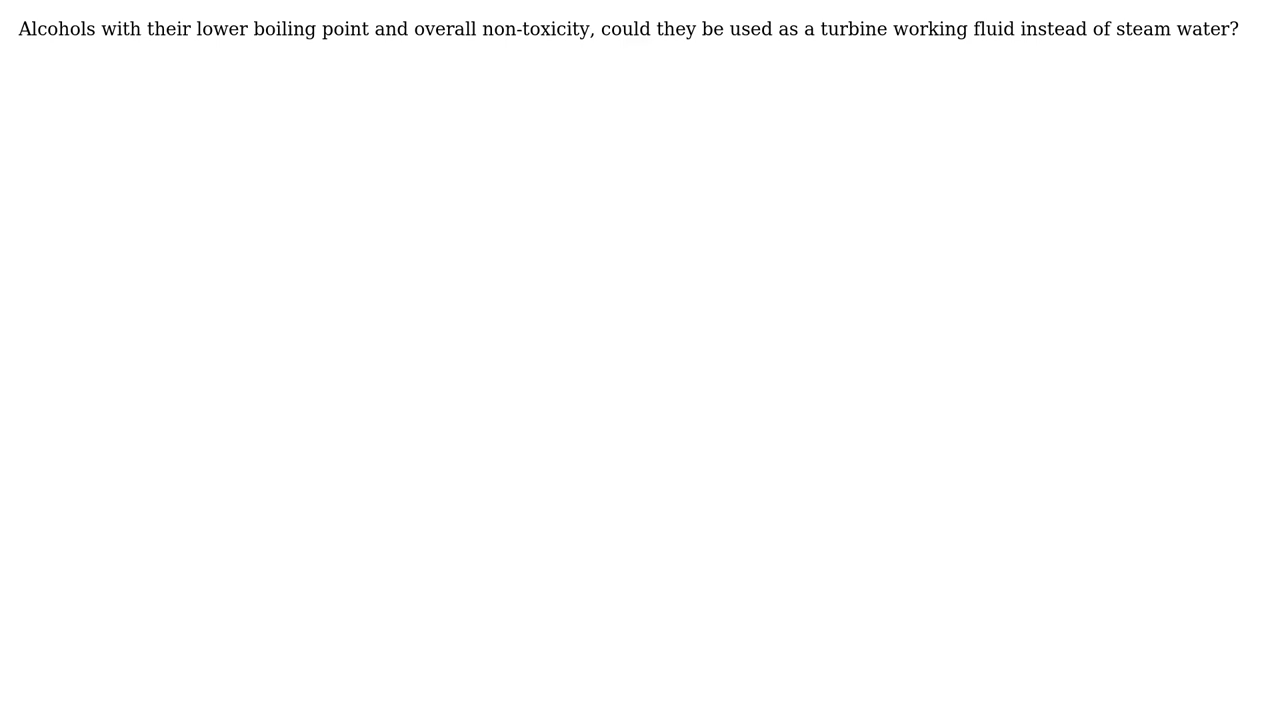 Alcohols with their lower boiling point and overall non-toxicity, could they be used as a turbine working fluid instead of steam water?